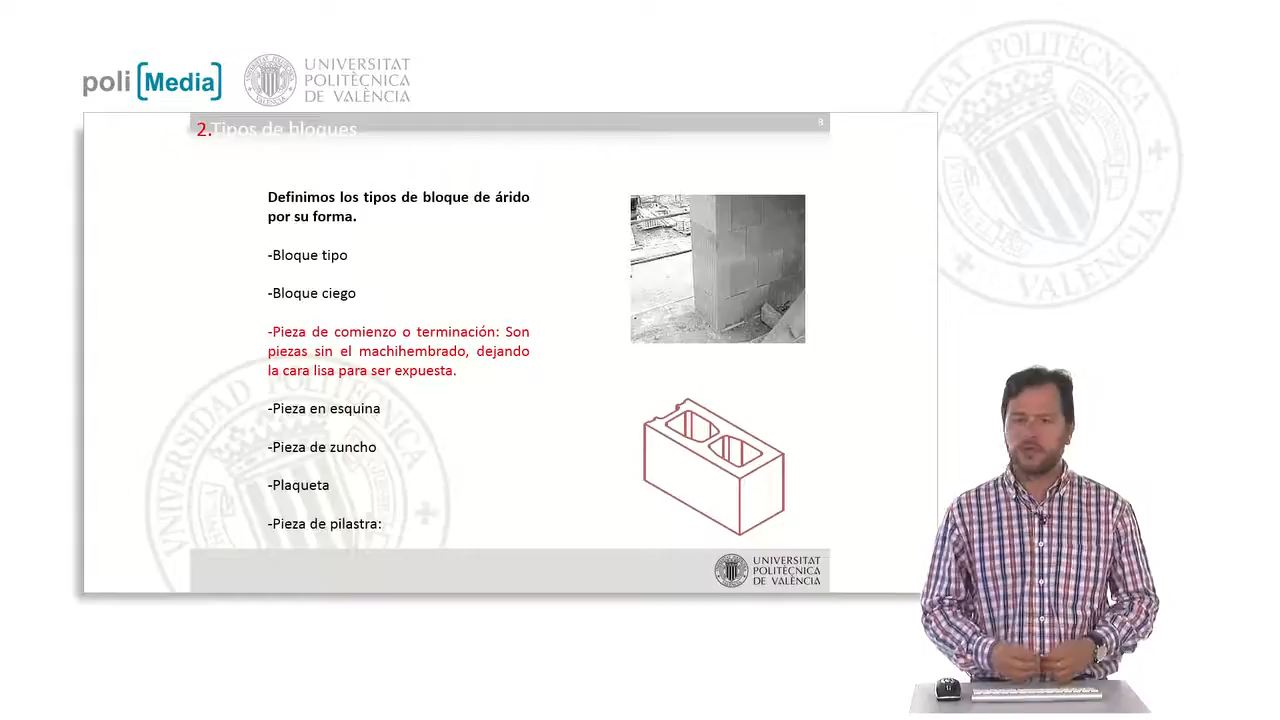 poli [Media]
UNIVERSITAT
POLITÈCNICA
DE VALÈNCIA
2.Tipos de bloques
8
Definimos los tipos de bloque de árido
por su forma.
-Bloque tipo
-Bloque ciego
-Pieza de comienzo o terminación: Son
piezas sin el machihembrado, dejando
la cara lisa para ser expuesta.
-Pieza en esquina
-Pieza de zuncho
-Plaqueta
-Pieza de pilastra:
UNIVERSITAT
POLITÈCNICA
DE VALÈNCIA